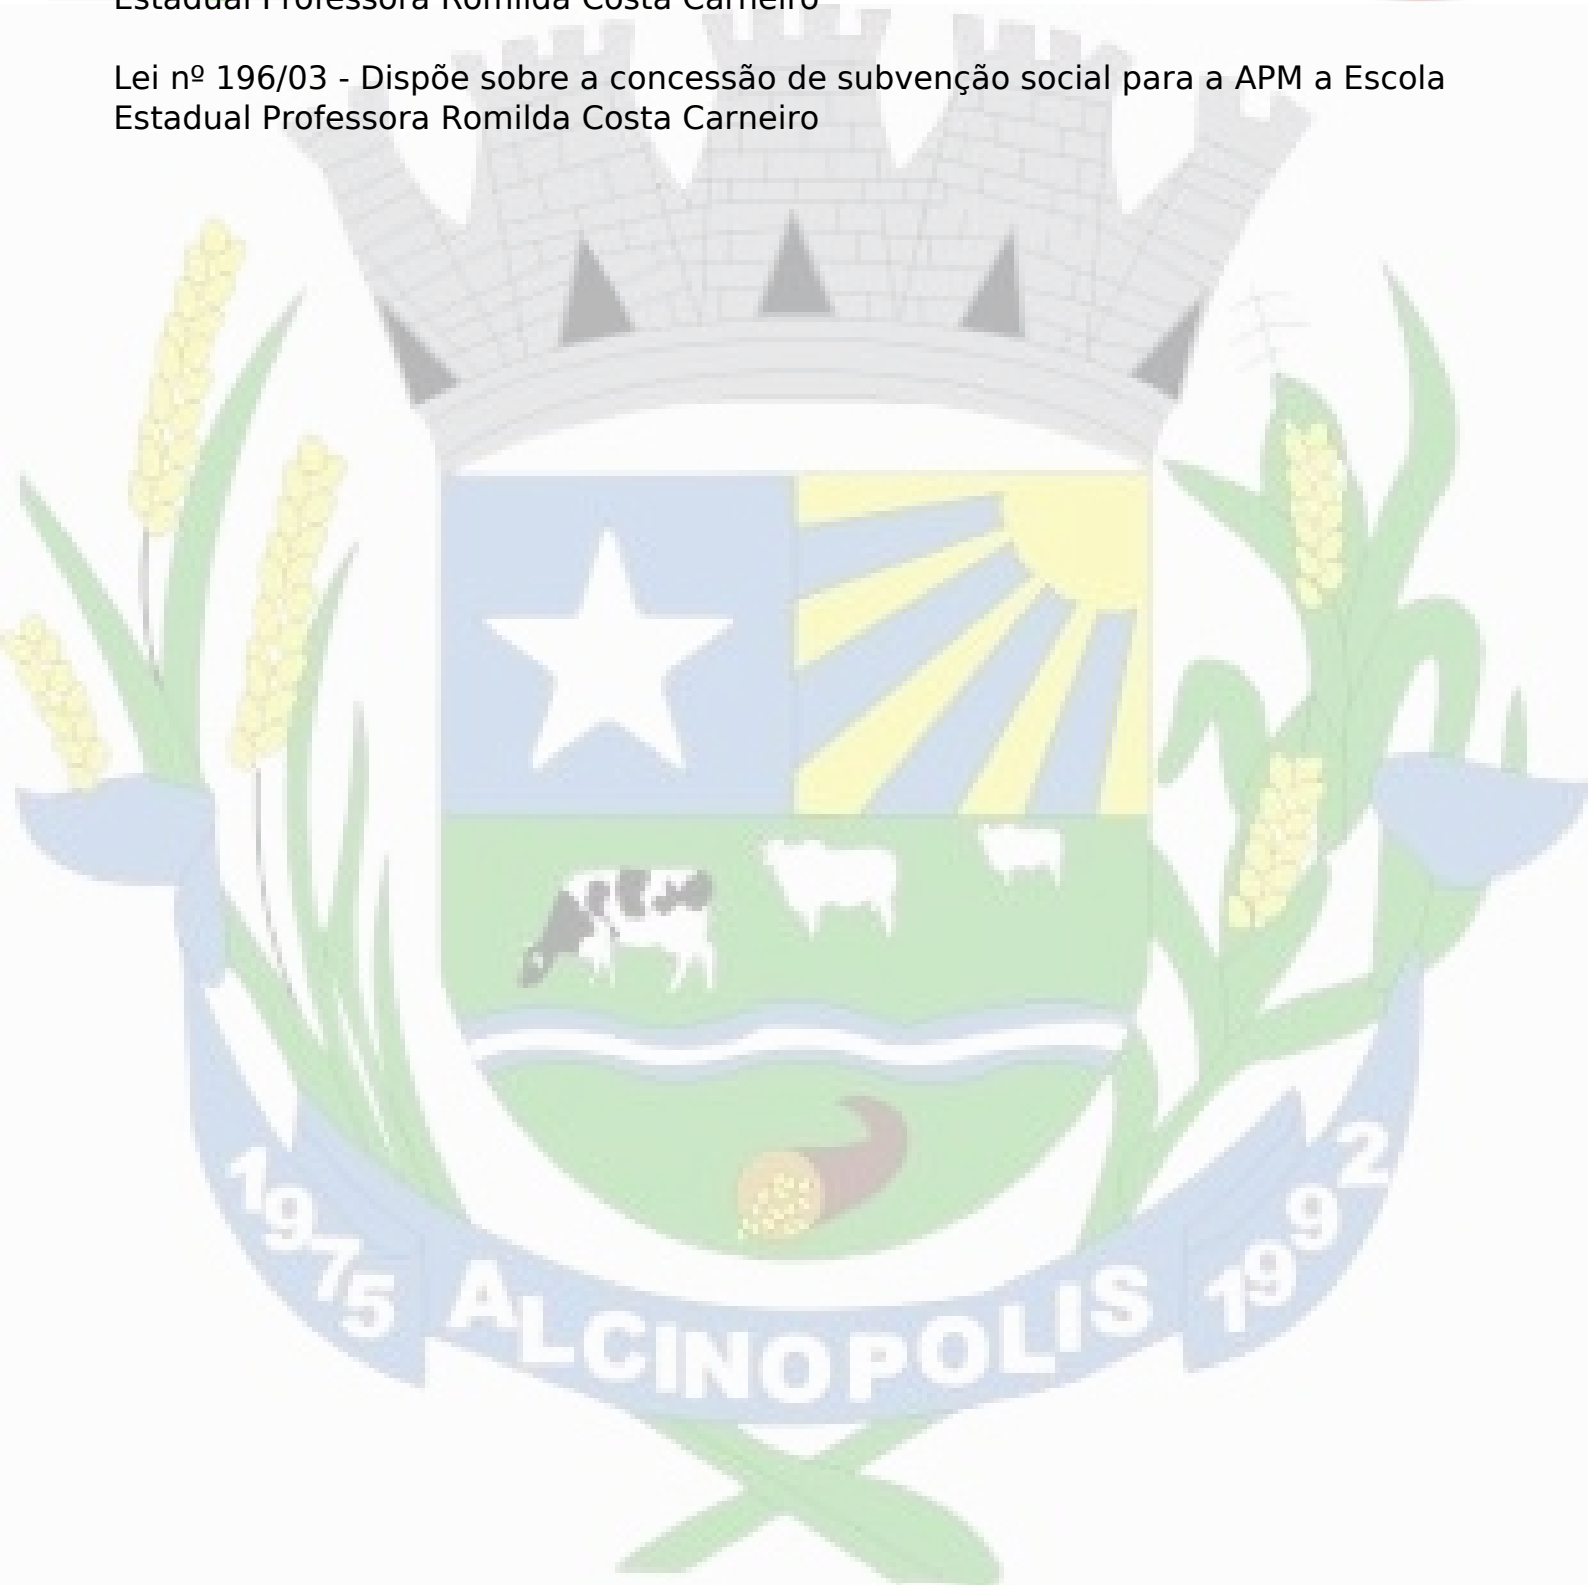 Estadual Professora Romilda Costa Carneiro
Lei nº 196/03 - Dispõe sobre a concessão de subvenção social para a APM a Escola
Estadual Professora Romilda Costa Carneiro
1975 ALCINOPOLIS 1992